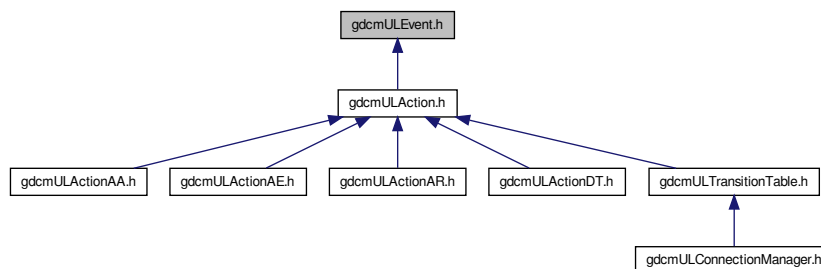 gdcmULEvent.h
gdcmULAction.h
gdcmULActionAA.h
gdcmULActionAE.h
gdcmULActionAR.h
gdcmULActionDT.h
gdcmULTransitionTable.h
gdcmULConnectionManager.h